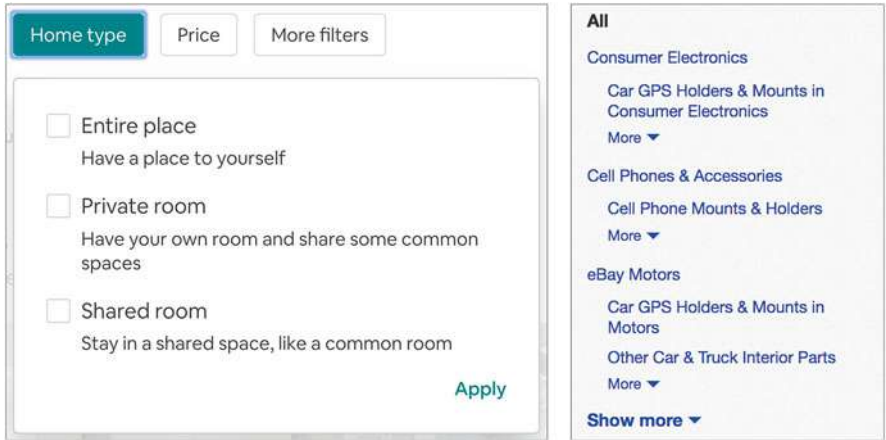 Home type
Price
More filters
Entire place
Have a place to yourself
Private room
Have your own room and share some common
spaces
Shared room
Stay in a shared space, like a common room
Apply
All
Consumer Electronics
Car GPS Holders & Mounts in
Consumer Electronics
More
Cell Phones & Accessories
Cell Phone Mounts & Holders
More
eBay Motors
Car GPS Holders & Mounts in
Motors
Other Car & Truck Interior Parts
More
Show more